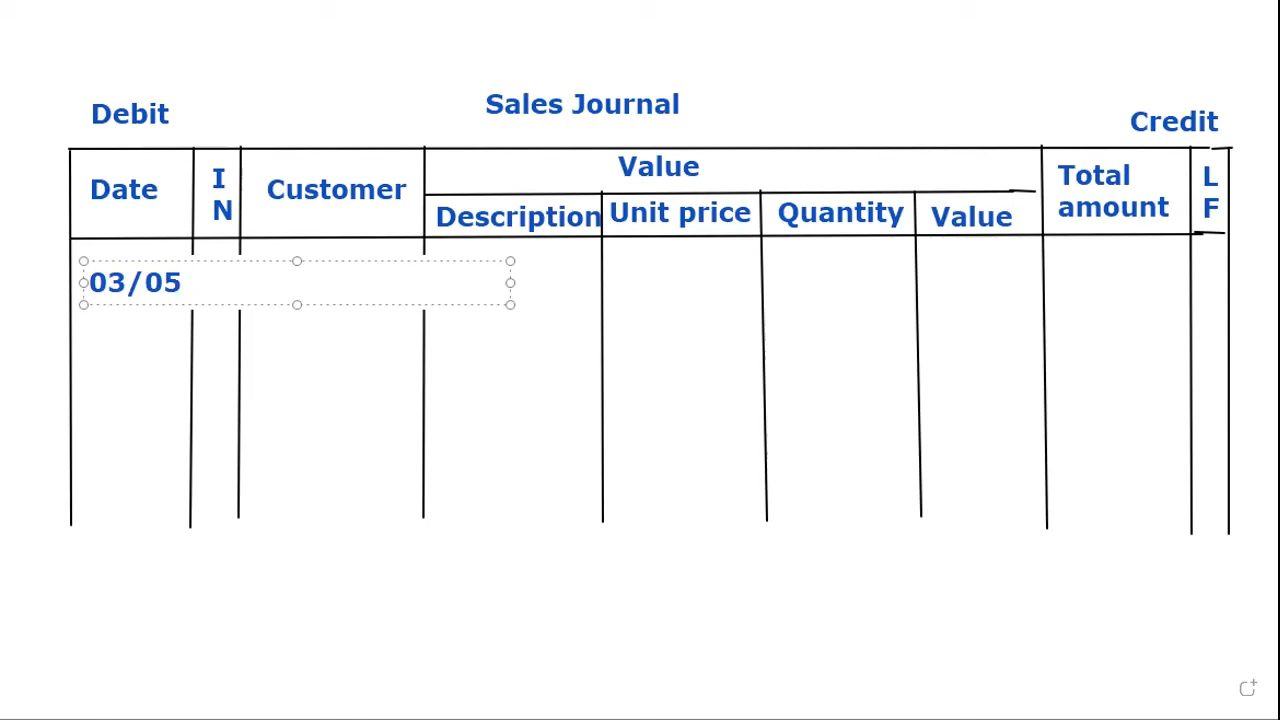 Sales Journal
Debit
Credit
Date
I
N
Customer
Value
Description
Unit price
Quantity
Value
Total
amount
L
F
03/05